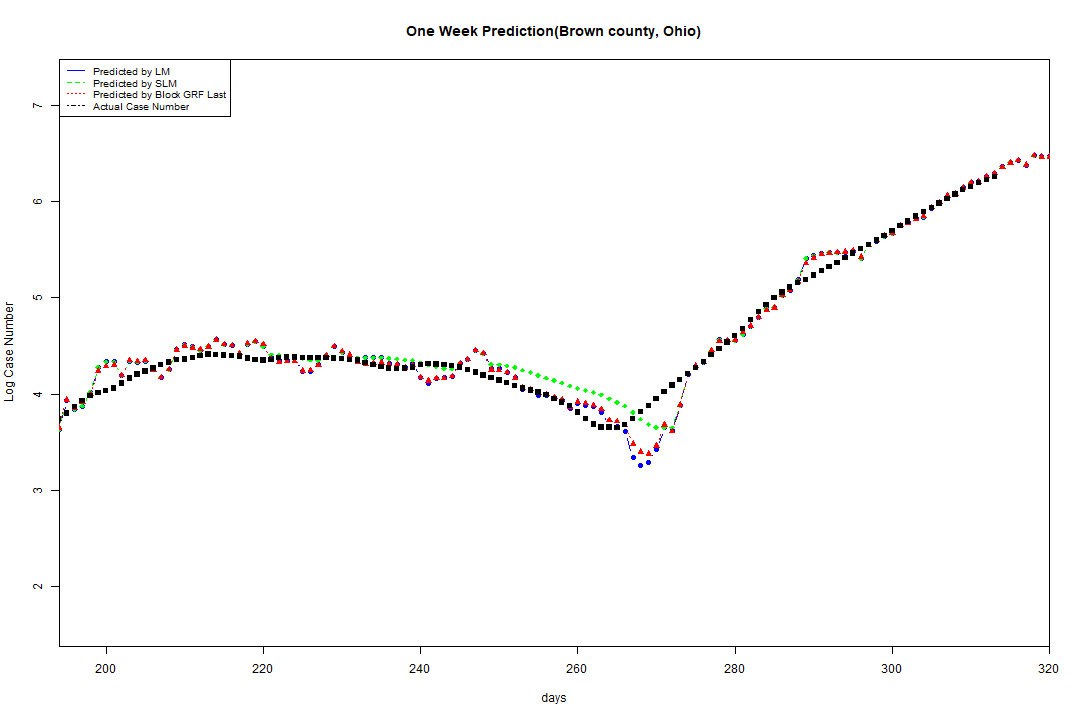 One Week Prediction(Brown county, Ohio)
Predicted by LM
Predicted by SLM
Predicted by Block GRF Last
Actual Case Number
7
6
5
4
3
2
Log Case Number
200 220 240 260 280 300 320
days